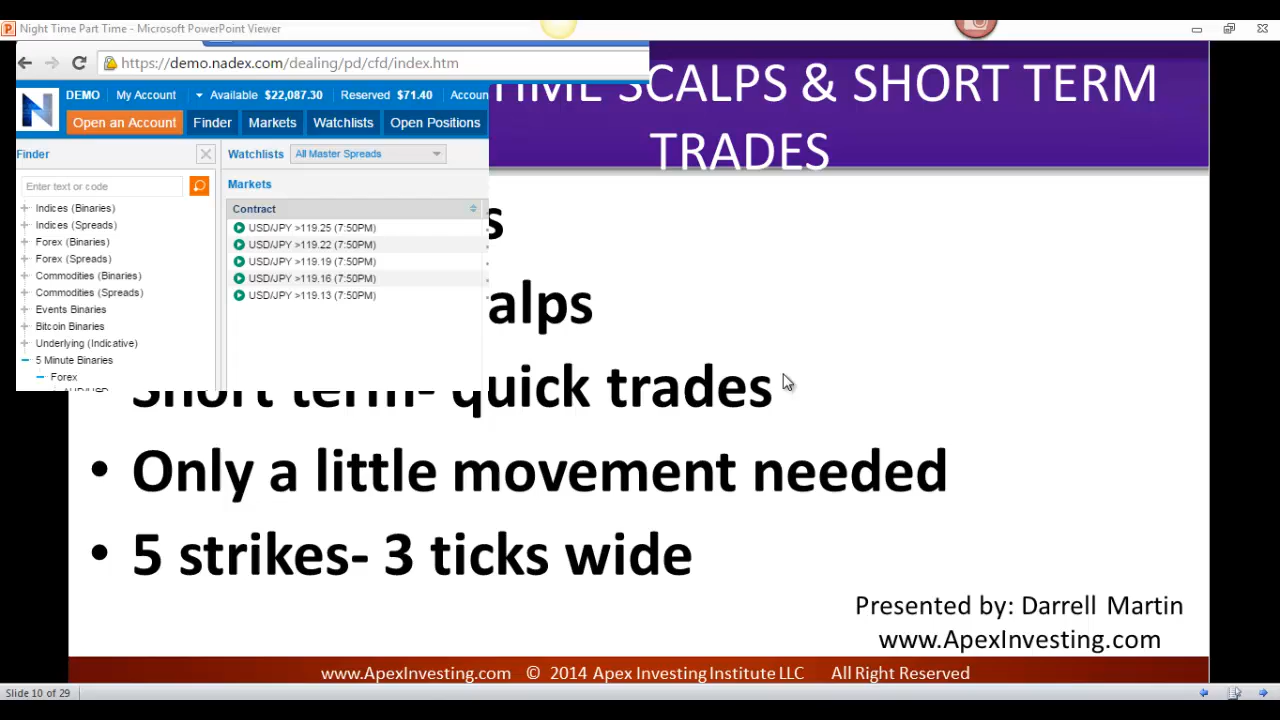 Night Time Part Time - Microsoft PowerPoint Viewer
https://demo.nadex.com/dealing/pd/cfd/index.htm
TIME SCALPS & SHORT TERM
TRADES
DEMO My Account Available $22,087.30 Reserved $71.40 Accoun
Open an Account Finder Markets Watchlists Open Positions
Finder Watchlists All Master Spreads
Enter text or code
Markets
Contract
Indices (Binaries)
Indices (Spreads)
Forex (Binaries)
Forex (Spreads)
Commodities (Binaries)
Commodities (Spreads)
Events Binaries
Bitcoin Binaries
Underlying (Indicative)
5 Minute Binaries
Forex
USD/JPY >119.25 (7:50PM)
USD/JPY >119.22 (7:50PM)
USD/JPY >119.19 (7:50PM)
USD/JPY >119.16 (7:50PM)
USD/JPY >119.13 (7:50PM)
s
alps
• Short term- quick trades
• Only a little movement needed
• 5 strikes- 3 ticks wide
Presented by: Darrell Martin
www.ApexInvesting.com
www.ApexInvesting.com © 2014 Apex Investing Institute LLC All Right Reserved
Slide 10 of 29